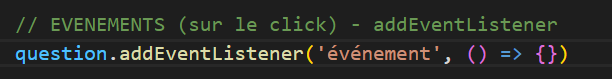 // EVENEMENTS (sur le click) - addEventListener
question.addEventListener('événement', () => {})